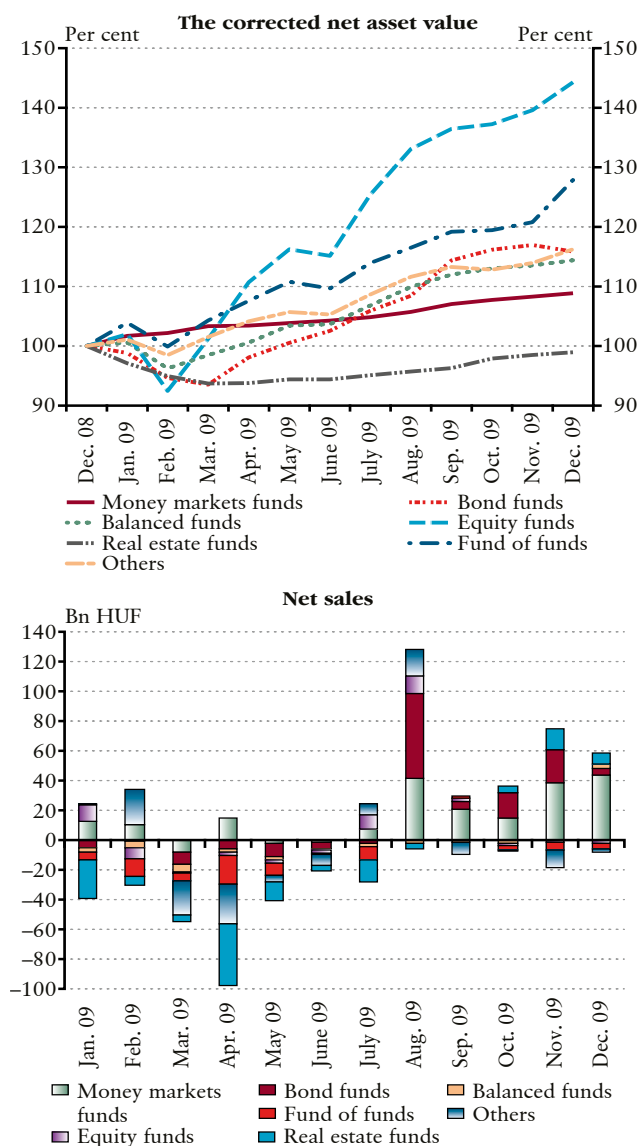 The corrected net asset value
Per cent Per cent
150 150
140 140
130 130
120 120
110 110
100 100
90 90
Dec. 08 Jan. 09 Feb. 09 Mar. 09 Apr. 09 May 09 June 09 July 09 Aug. 09 Sep. 09 Oct. 09 Nov. 09 Dec. 09
Money markets funds Bond funds
Balanced funds Equity funds
Real estate funds Fund of funds
Others
Net sales
Bn HUF
140
120
100
80
60
40
20
0
−20
−40
−60
−80
−100
Jan. 09 Feb. 09 Mar. 09 Apr. 09 May 09 June 09 July 09 Aug. 09 Sep. 09 Oct. 09 Nov. 09 Dec. 09
Money markets Bond funds Balanced funds
funds Fund of funds Others
Equity funds Real estate funds